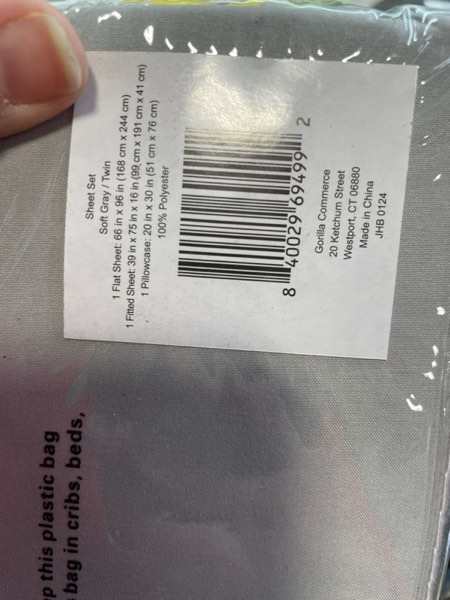 Sheet Set
Soft Gray / Twin
1 Flat Sheet: 66 in x 96 in (168 cm x 244 cm)
1 Fitted Sheet: 39 in x 75 in x 16 in (99 cm x 191 cm x 41 cm)
1 Pillowcase: 20 in x 30 in (51 cm x 76 cm)
100% Polyester
8 40029 69499 2
Gorilla Commerce
20 Ketchum Street
Westport, CT 06880
Made in China
JHB 0124
p this plastic bag
bag in cribs, beds,